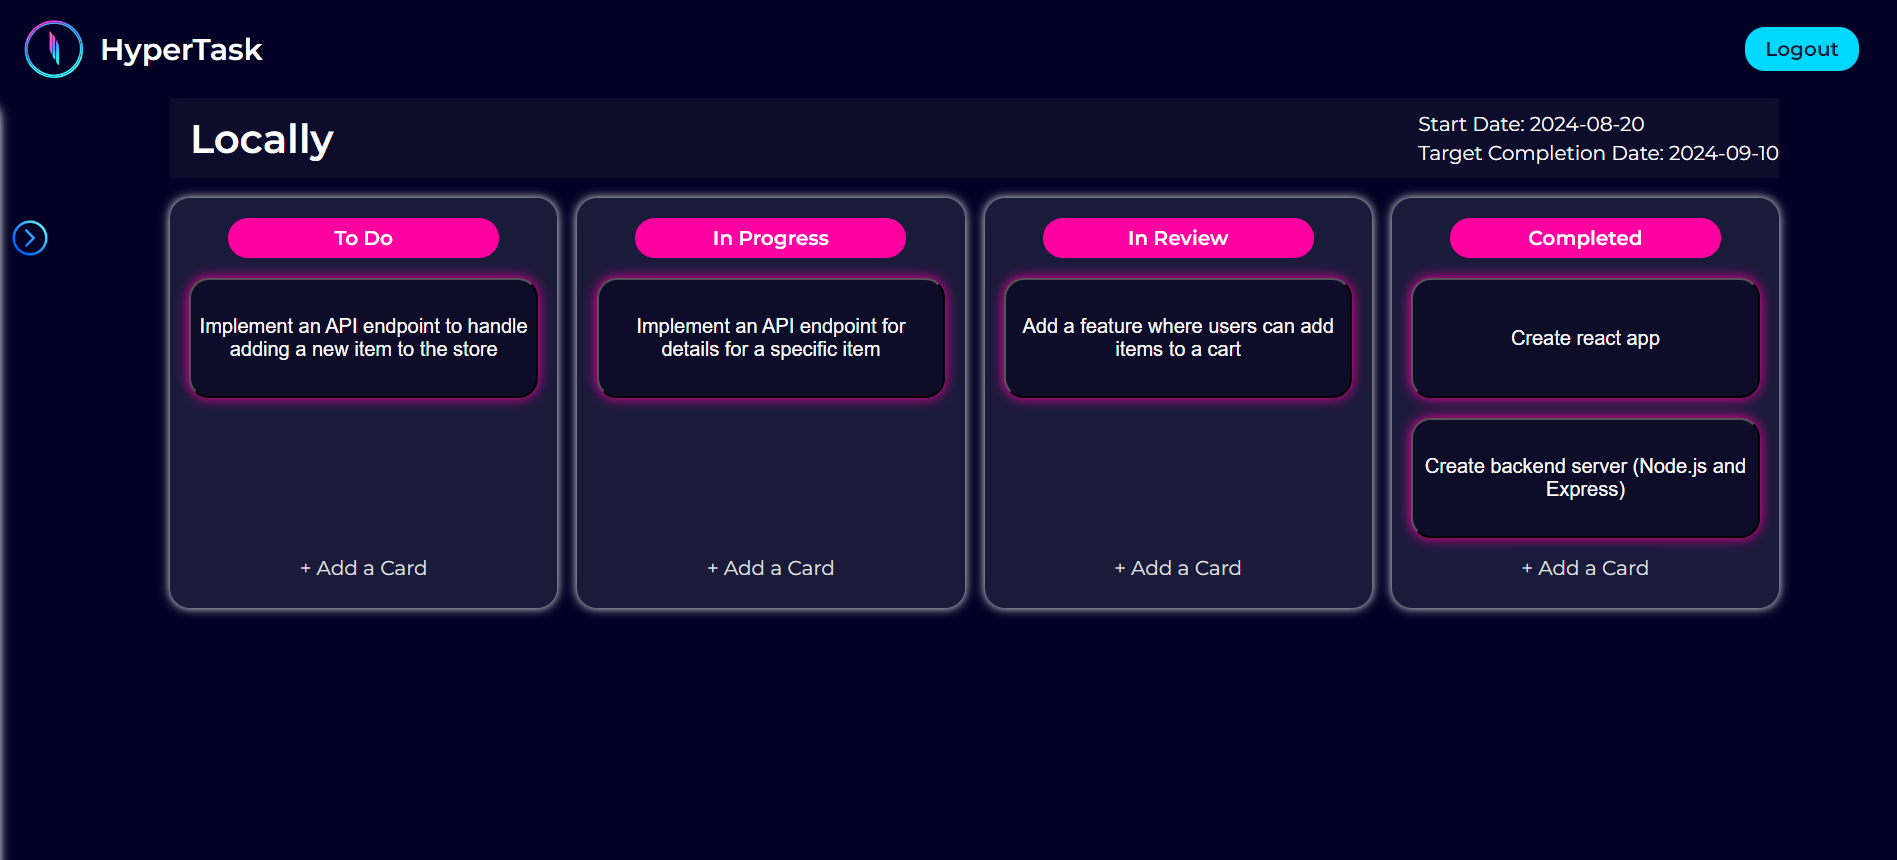 HyperTask
Logout
Locally
Start Date: 2024-08-20
Target Completion Date: 2024-09-10
To Do
Implement an API endpoint to handle
adding a new item to the store
+ Add a Card
In Progress
Implement an API endpoint for
details for a specific item
+ Add a Card
In Review
Add a feature where users can add
items to a cart
+ Add a Card
Completed
Create react app
Create backend server (Node.js and
Express)
+ Add a Card